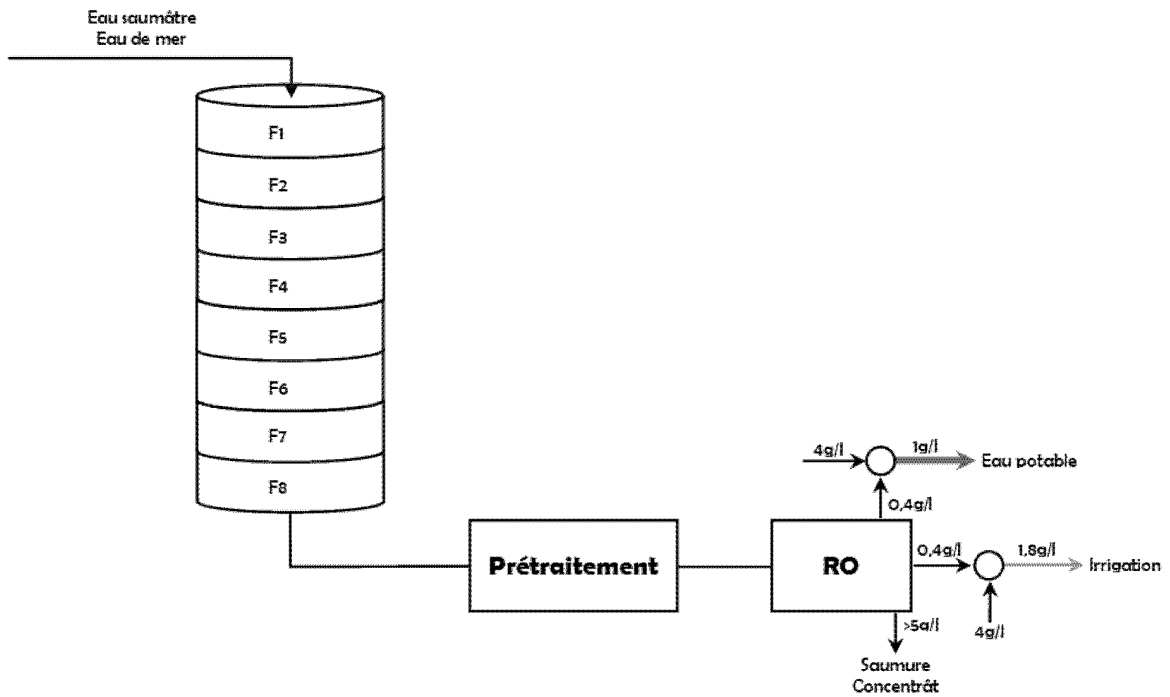 Eau saumâtre
Eau de mer
F1
F2
F3
F4
F5
F6
F7
F8
Prétraitement
RO
4g/l
1g/l
Eau potable
0,4g/l
0,4g/l
1,8g/l
Irrigation
4g/l
>5g/l
Saumure
Concentrât